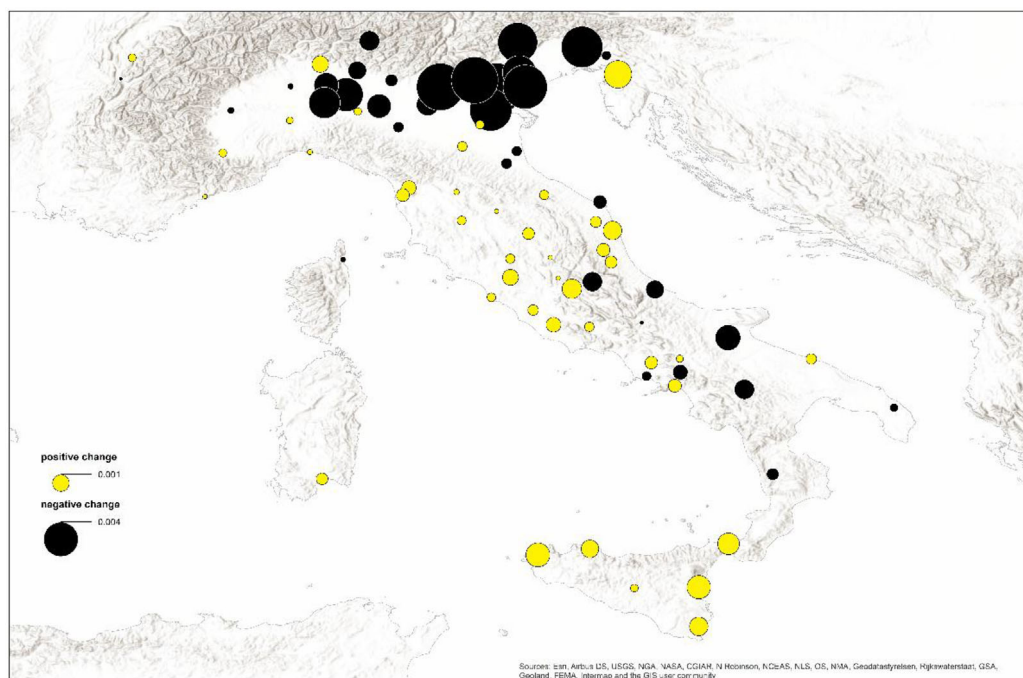 positive change
0.001
negative change
0.004
Sources: Esri, Airbus DS, USGS, NGA, NASA, CGIAR, N Robinson, NCEAS, NLS, OS, NMA, Geodatastyrelsen, Rijkswaterstaat, GSA,
Geoland, FEMA, Intermap and the GIS user community